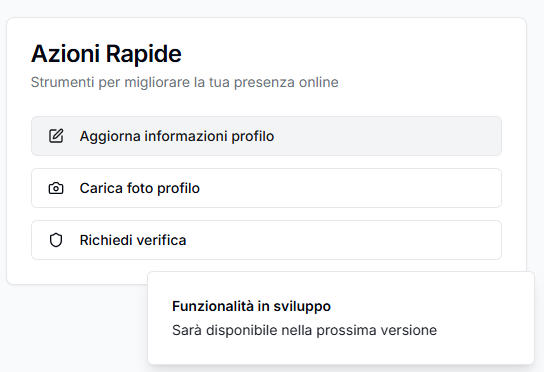 Azioni Rapide
Strumenti per migliorare la tua presenza online
Aggiorna informazioni profilo
Carica foto profilo
Richiedi verifica
Funzionalità in sviluppo
Sarà disponibile nella prossima versione